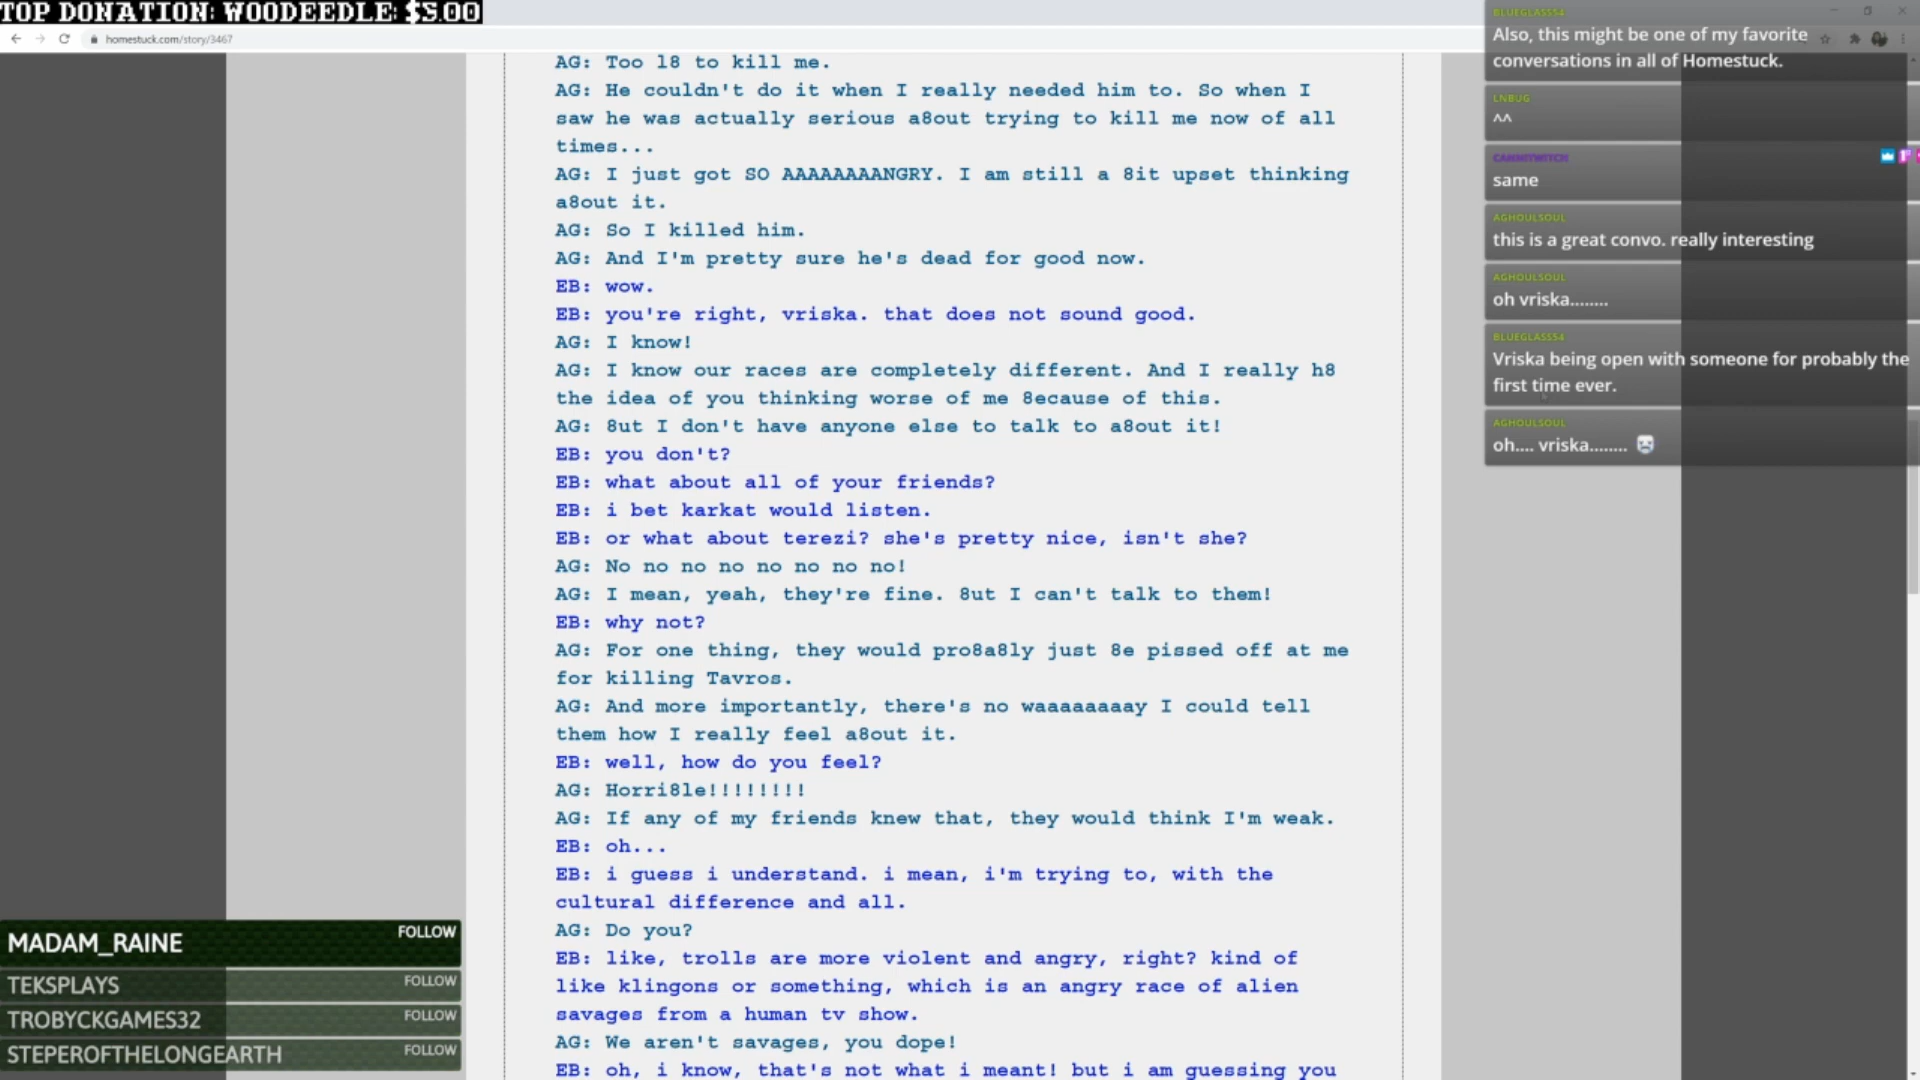 TOP DONATION: WOODEEDLE: $5.00
homestuck.com/story/3467
AG: Too l8 to kill me.
AG: He couldn't do it when I really needed him to. So when I
saw he was actually serious a8out trying to kill me now of all
times...
AG: I just got SO AAAAAAAANGRY. I am still a 8it upset thinking
a8out it.
AG: So I killed him.
AG: And I'm pretty sure he's dead for good now.
EB: wow.
EB: you're right, vriska. that does not sound good.
AG: I know!
AG: I know our races are completely different. And I really h8
the idea of you thinking worse of me 8ecause of this.
AG: 8ut I don't have anyone else to talk to a8out it!
EB: you don't?
EB: what about all of your friends?
EB: i bet karkat would listen.
EB: or what about terezi? she's pretty nice, isn't she?
AG: No no no no no no no no!
AG: I mean, yeah, they're fine. 8ut I can't talk to them!
EB: why not?
AG: For one thing, they would pro8a8ly just 8e pissed off at me
for killing Tavros.
AG: And more importantly, there's no waaaaaaaay I could tell
them how I really feel a8out it.
EB: well, how do you feel?
AG: Horri8le!!!!!!!!
AG: If any of my friends knew that, they would think I'm weak.
EB: oh...
EB: i guess i understand. i mean, i'm trying to, with the
cultural difference and all.
AG: Do you?
EB: like, trolls are more violent and angry, right? kind of
like klingons or something, which is an angry race of alien
savages from a human tv show.
AG: We aren't savages, you dope!
EB: oh, i know, that's not what i meant! but i am guessing you
BLUEGLASS54
Also, this might be one of my favorite
conversations in all of Homestuck.
LNBUG
^^
CAMMIWITCH
same
AGHOULSOUL
this is a great convo. really interesting
AGHOULSOUL
oh vriska........
BLUEGLASS54
Vriska being open with someone for probably the
first time ever.
AGHOULSOUL
oh.... vriska........
MADAM_RAINE FOLLOW
TEKSPLAYS FOLLOW
TROBYCKGAMES32 FOLLOW
STEPEROFTHELONGEARTH FOLLOW